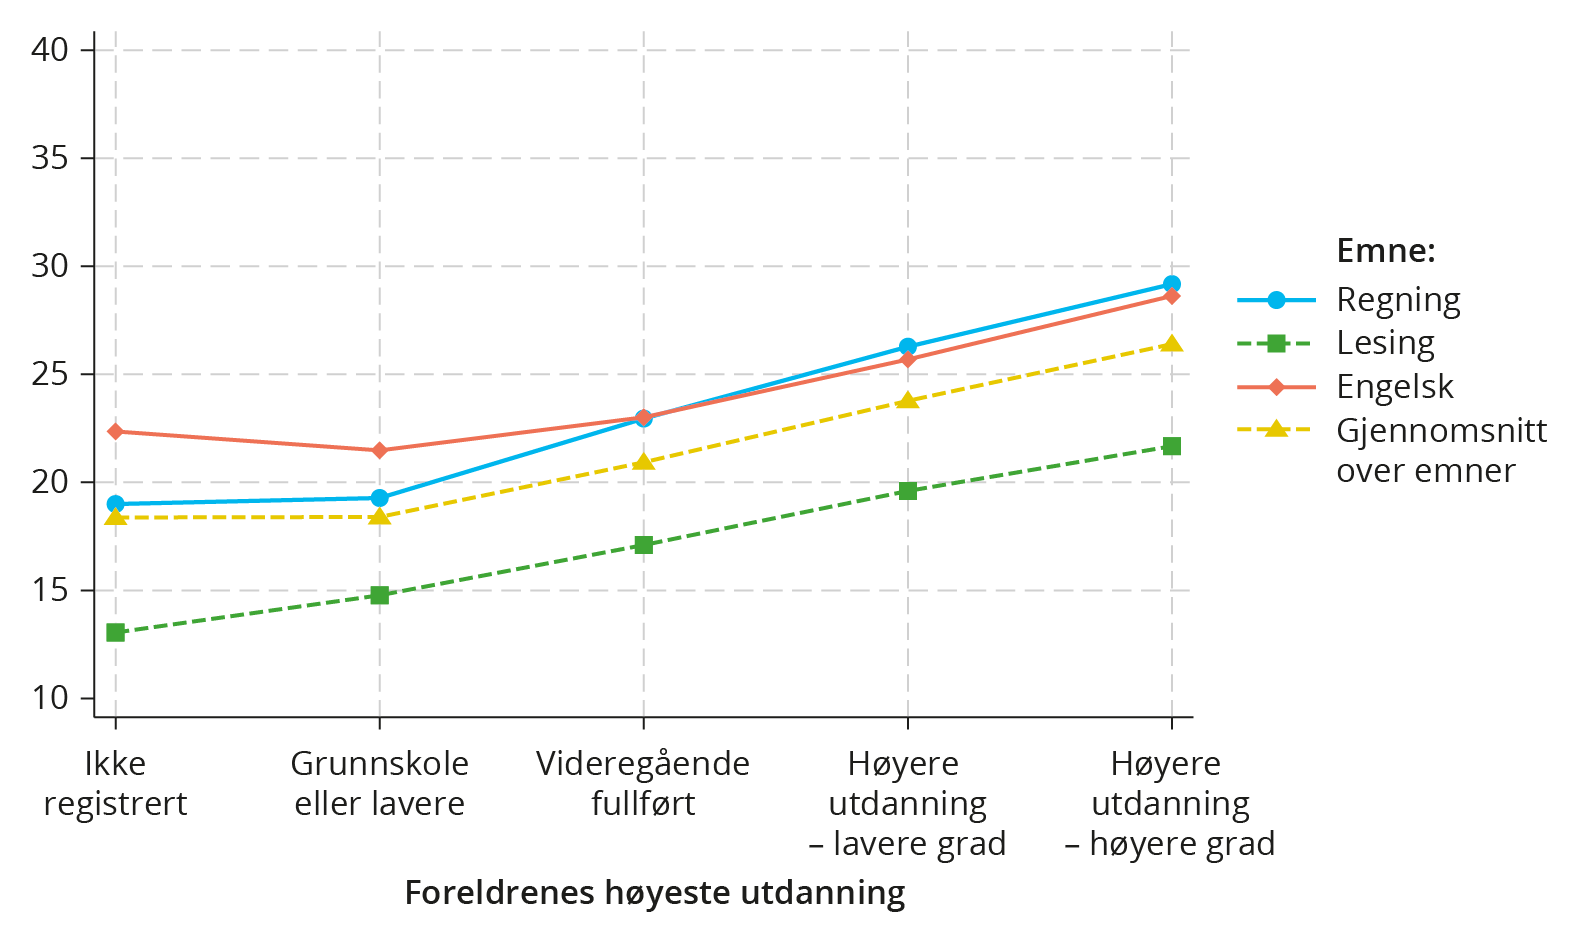 40
35
30
25
20
15
10
Ikke
registrert
Grunnskole
eller lavere
Videregående
fullført
Høyere
utdanning
– lavere grad
Høyere
utdanning
– høyere grad
Foreldrenes høyeste utdanning
Emne:
Regning
Lesing
Engelsk
Gjennomsnitt
over emner